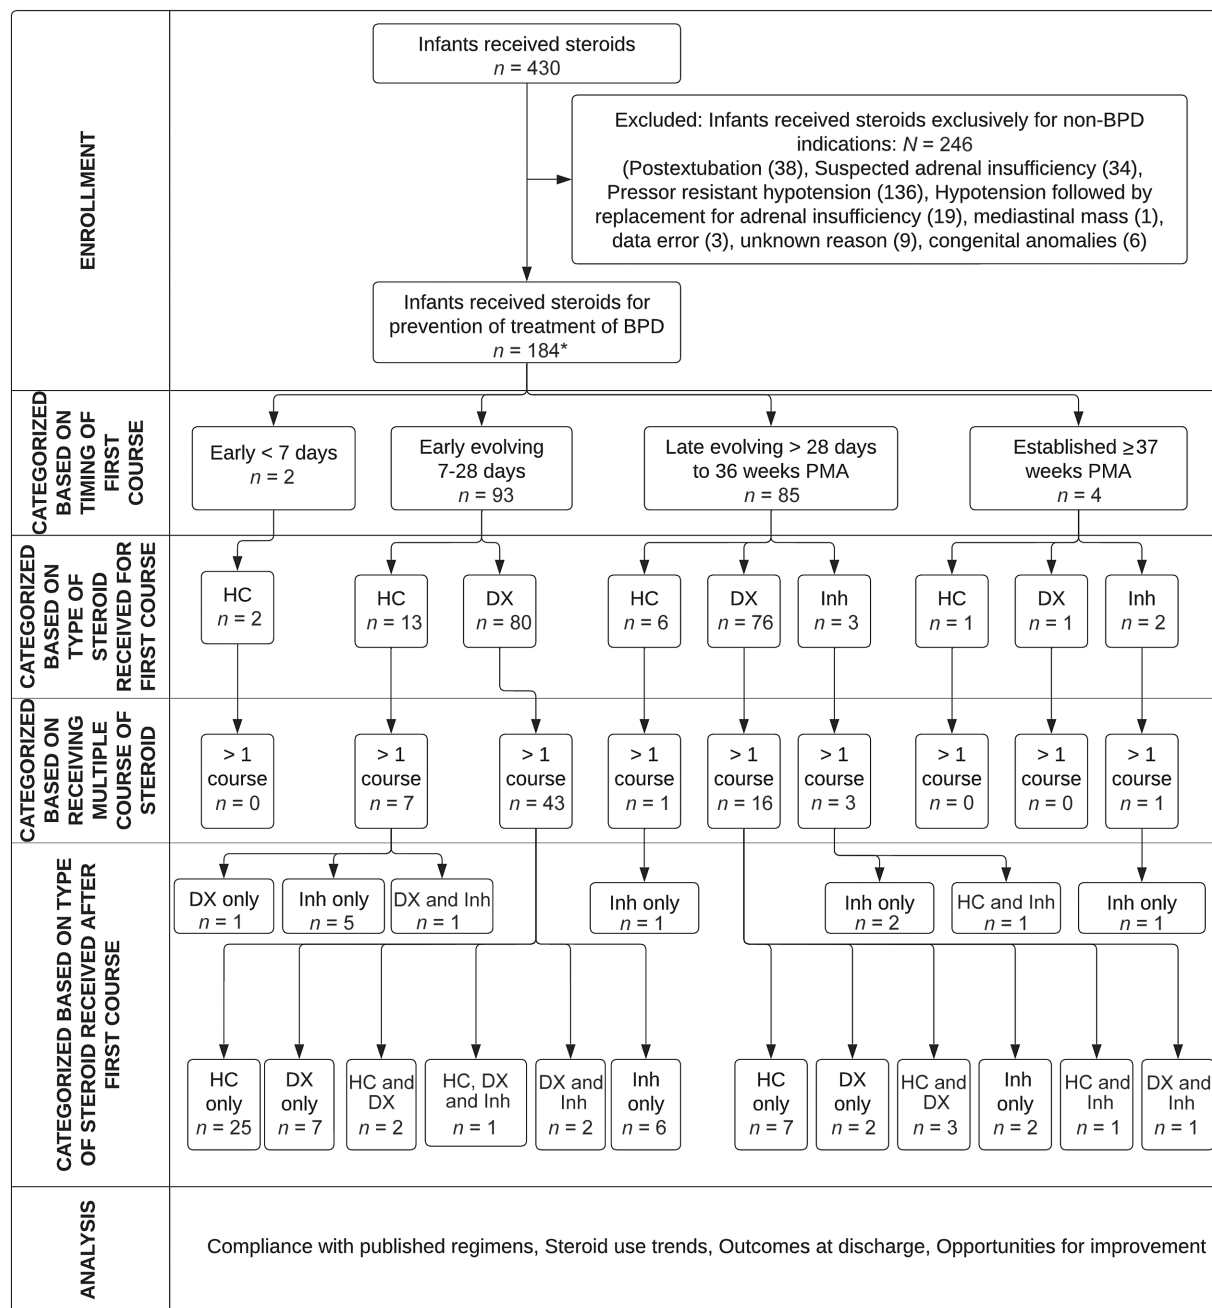 ENROLLMENT
Infants received steroids
n = 430
Excluded: Infants received steroids exclusively for non-BPD
indications: N = 246
(Postextubation (38), Suspected adrenal insufficiency (34),
Pressor resistant hypotension (136), Hypotension followed by
replacement for adrenal insufficiency (19), mediastinal mass (1),
data error (3), unknown reason (9), congenital anomalies (6)
Infants received steroids for
prevention of treatment of BPD
n = 184*
CATEGORIZED
BASED ON
TIMING OF
FIRST
COURSE
Early < 7 days
n = 2
Early evolving
7-28 days
n = 93
Late evolving > 28 days
to 36 weeks PMA
n = 85
Established ≥37
weeks PMA
n = 4
CATEGORIZED
BASED ON
TYPE OF
STEROID
RECEIVED FOR
FIRST COURSE
HC
n = 2
HC
n = 13
DX
n = 80
HC
n = 6
DX
n = 76
Inh
n = 3
HC
n = 1
DX
n = 1
Inh
n = 2
CATEGORIZED
BASED ON
RECEIVING
MULTIPLE
COURSE OF
STEROID
> 1
course
n = 0
> 1
course
n = 7
> 1
course
n = 43
> 1
course
n = 1
> 1
course
n = 16
> 1
course
n = 3
> 1
course
n = 0
> 1
course
n = 0
> 1
course
n = 1
CATEGORIZED BASED ON TYPE
OF STEROID RECEIVED AFTER
FIRST COURSE
DX only
n = 1
Inh only
n = 5
DX and Inh
n = 1
Inh only
n = 1
Inh only
n = 2
HC and Inh
n = 1
Inh only
n = 1
HC
only
n = 25
DX
only
n = 7
HC and
DX
n = 2
HC, DX
and Inh
n = 1
DX and
Inh
n = 2
Inh
only
n = 6
HC
only
n = 7
DX
only
n = 2
HC and
DX
n = 3
Inh
only
n = 2
HC and
Inh
n = 1
DX and
Inh
n = 1
ANALYSIS
Compliance with published regimens, Steroid use trends, Outcomes at discharge, Opportunities for improvement